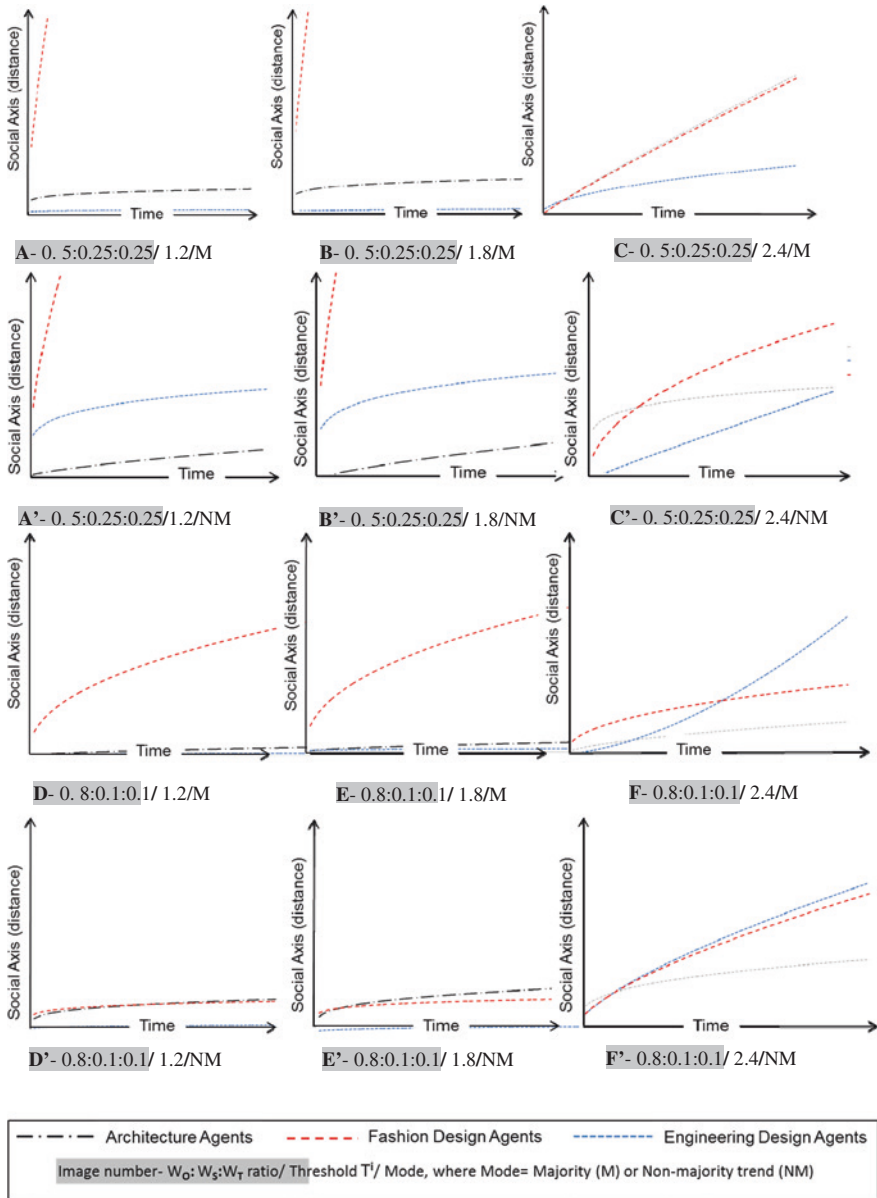 Social Axis (distance)
Time
Social Axis (distance)
Time
Social Axis (distance)
Time
A- 0. 5:0.25:0.25/ 1.2/M
B- 0. 5:0.25:0.25/ 1.8/M
C- 0. 5:0.25:0.25/ 2.4/M
Social Axis (distance)
Time
Social Axis (distance)
Time
Social Axis (distance)
Time
A’- 0. 5:0.25:0.25/1.2/NM
B’- 0. 5:0.25:0.25/ 1.8/NM
C’- 0. 5:0.25:0.25/ 2.4/NM
Social Axis (distance)
Time
Social Axis (distance)
Time
Social Axis (distance)
Time
D- 0. 8:0.1:0.1/ 1.2/M
E- 0.8:0.1:0.1/ 1.8/M
F- 0.8:0.1:0.1/ 2.4/M
Social Axis (distance)
Time
Social Axis (distance)
Time
Social Axis (distance)
Time
D’- 0.8:0.1:0.1/ 1.2/NM
E’- 0.8:0.1:0.1/ 1.8/NM
F’- 0.8:0.1:0.1/ 2.4/NM
Architecture Agents
Fashion Design Agents
Engineering Design Agents
Image number- WO: WS:WT ratio/ Threshold Tⁱ/ Mode, where Mode= Majority (M) or Non-majority trend (NM)